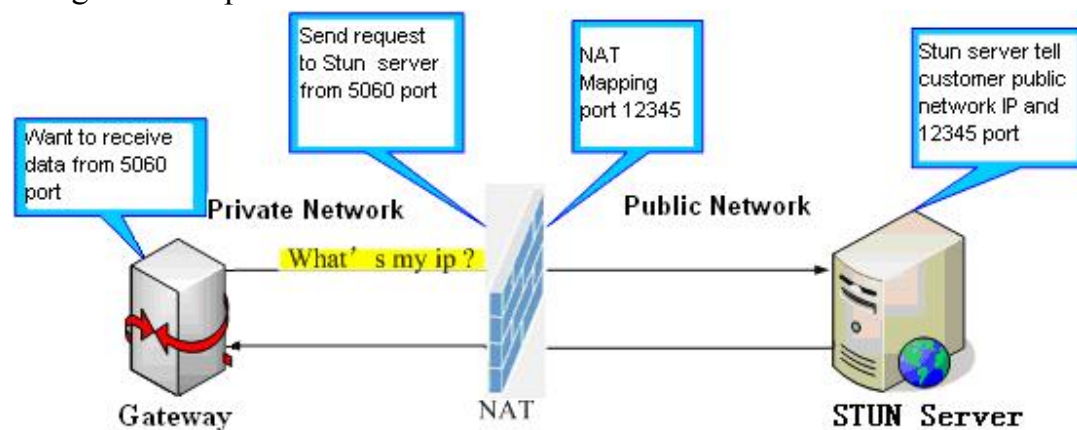 Send request
to Stun server
from 5060 port
NAT
Mapping
port 12345
Stun server tell
customer public
network IP and
12345 port
Want to receive
data from 5060
port
Private Network
Public Network
What's my ip ?
Gateway
NAT
STUN Server